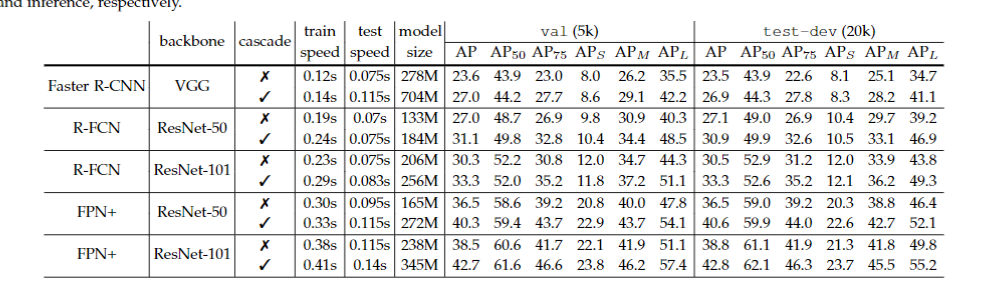 and inference, respectively.
backbone cascade train speed test speed model size val (5k) test-dev (20k)
AP AP50 AP75 APS APM APL AP AP50 AP75 APS APM APL
Faster R-CNN VGG ✗ 0.12s 0.075s 278M 23.6 43.9 23.0 8.0 26.2 35.5 23.5 43.9 22.6 8.1 25.1 34.7
✓ 0.14s 0.115s 704M 27.0 44.2 27.7 8.6 29.1 42.2 26.9 44.3 27.8 8.3 28.2 41.1
R-FCN ResNet-50 ✗ 0.19s 0.07s 133M 27.0 48.7 26.9 9.8 30.9 40.3 27.1 49.0 26.9 10.4 29.7 39.2
✓ 0.24s 0.075s 184M 31.1 49.8 32.8 10.4 34.4 48.5 30.9 49.9 32.6 10.5 33.1 46.9
R-FCN ResNet-101 ✗ 0.23s 0.075s 206M 30.3 52.2 30.8 12.0 34.7 44.3 30.5 52.9 31.2 12.0 33.9 43.8
✓ 0.29s 0.083s 256M 33.3 52.0 35.2 11.8 37.2 51.1 33.3 52.6 35.2 12.1 36.2 49.3
FPN+ ResNet-50 ✗ 0.30s 0.095s 165M 36.5 58.6 39.2 20.8 40.0 47.8 36.5 59.0 39.2 20.3 38.8 46.4
✓ 0.33s 0.115s 272M 40.3 59.4 43.7 22.9 43.7 54.1 40.6 59.9 44.0 22.6 42.7 52.1
FPN+ ResNet-101 ✗ 0.38s 0.115s 238M 38.5 60.6 41.7 22.1 41.9 51.1 38.8 61.1 41.9 21.3 41.8 49.8
✓ 0.41s 0.14s 345M 42.7 61.6 46.6 23.8 46.2 57.4 42.8 62.1 46.3 23.7 45.5 55.2